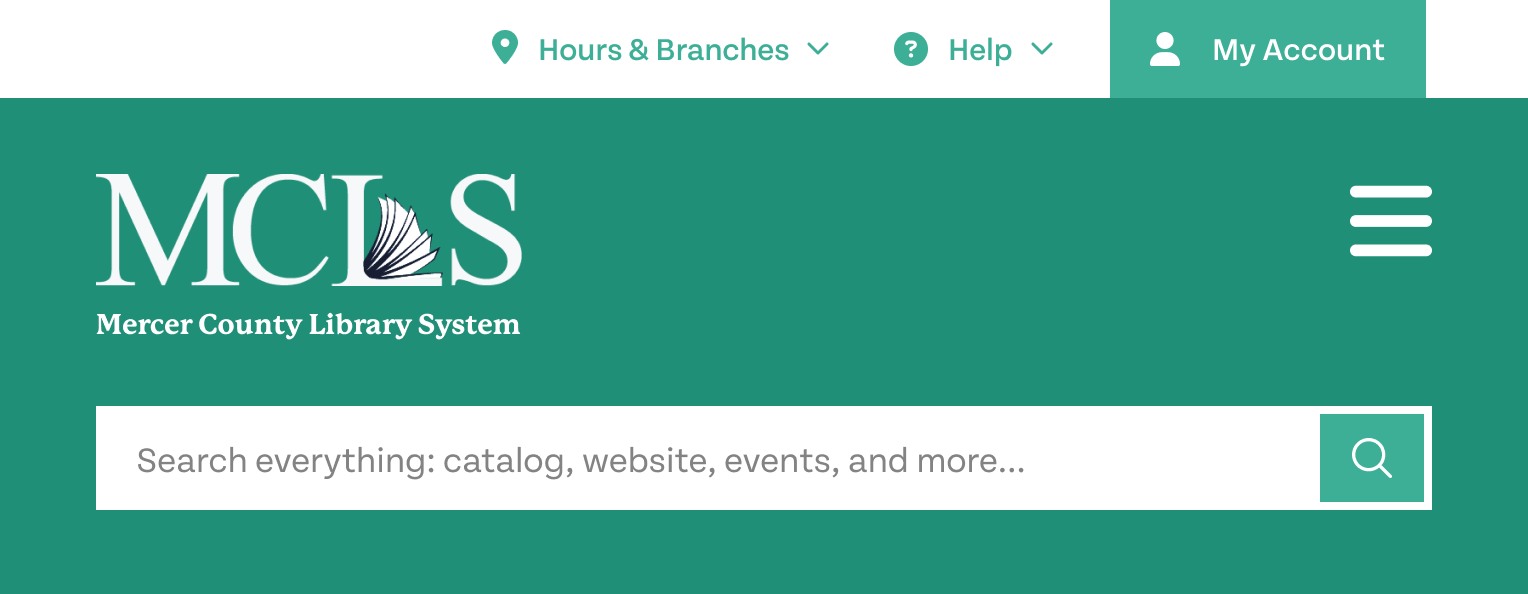 Hours & Branches
Help
My Account
MCLS
Mercer County Library System
Search everything: catalog, website, events, and more...